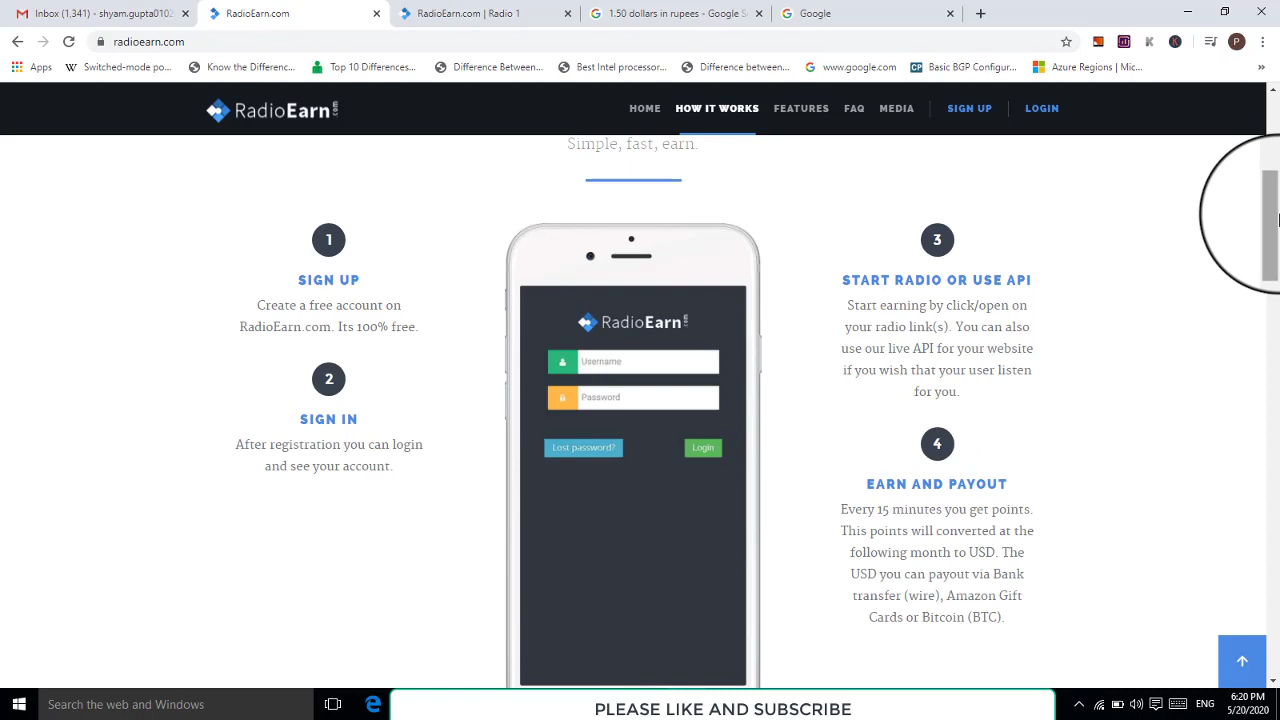 Inbox (1,341) - shyam.gupta0102
RadioEarn.com
RadioEarn.com | Radio 1
1.50 dollars in rupees - Google S
Google
radioearn.com
P
Apps
Switched-mode po...
Know the Differenc...
Top 10 Differences...
Difference Between...
Best Intel processor...
Difference between...
www.google.com
Basic BGP Configur...
Azure Regions | Mic...
RadioEarn.com
HOME
HOW IT WORKS
FEATURES
FAQ
MEDIA
SIGN UP
LOGIN
Simple, fast, earn.
1
SIGN UP
Create a free account on
RadioEarn.com. Its 100% free.
2
SIGN IN
After registration you can login
and see your account.
RadioEarn.com
Username
Password
Lost password?
Login
3
START RADIO OR USE API
Start earning by click/open on
your radio link(s). You can also
use our live API for your website
if you wish that your user listen
for you.
4
EARN AND PAYOUT
Every 15 minutes you get points.
This points will converted at the
following month to USD. The
USD you can payout via Bank
transfer (wire), Amazon Gift
Cards or Bitcoin (BTC).
Search the web and Windows
PLEASE LIKE AND SUBSCRIBE
ENG
6:20 PM
5/20/2020